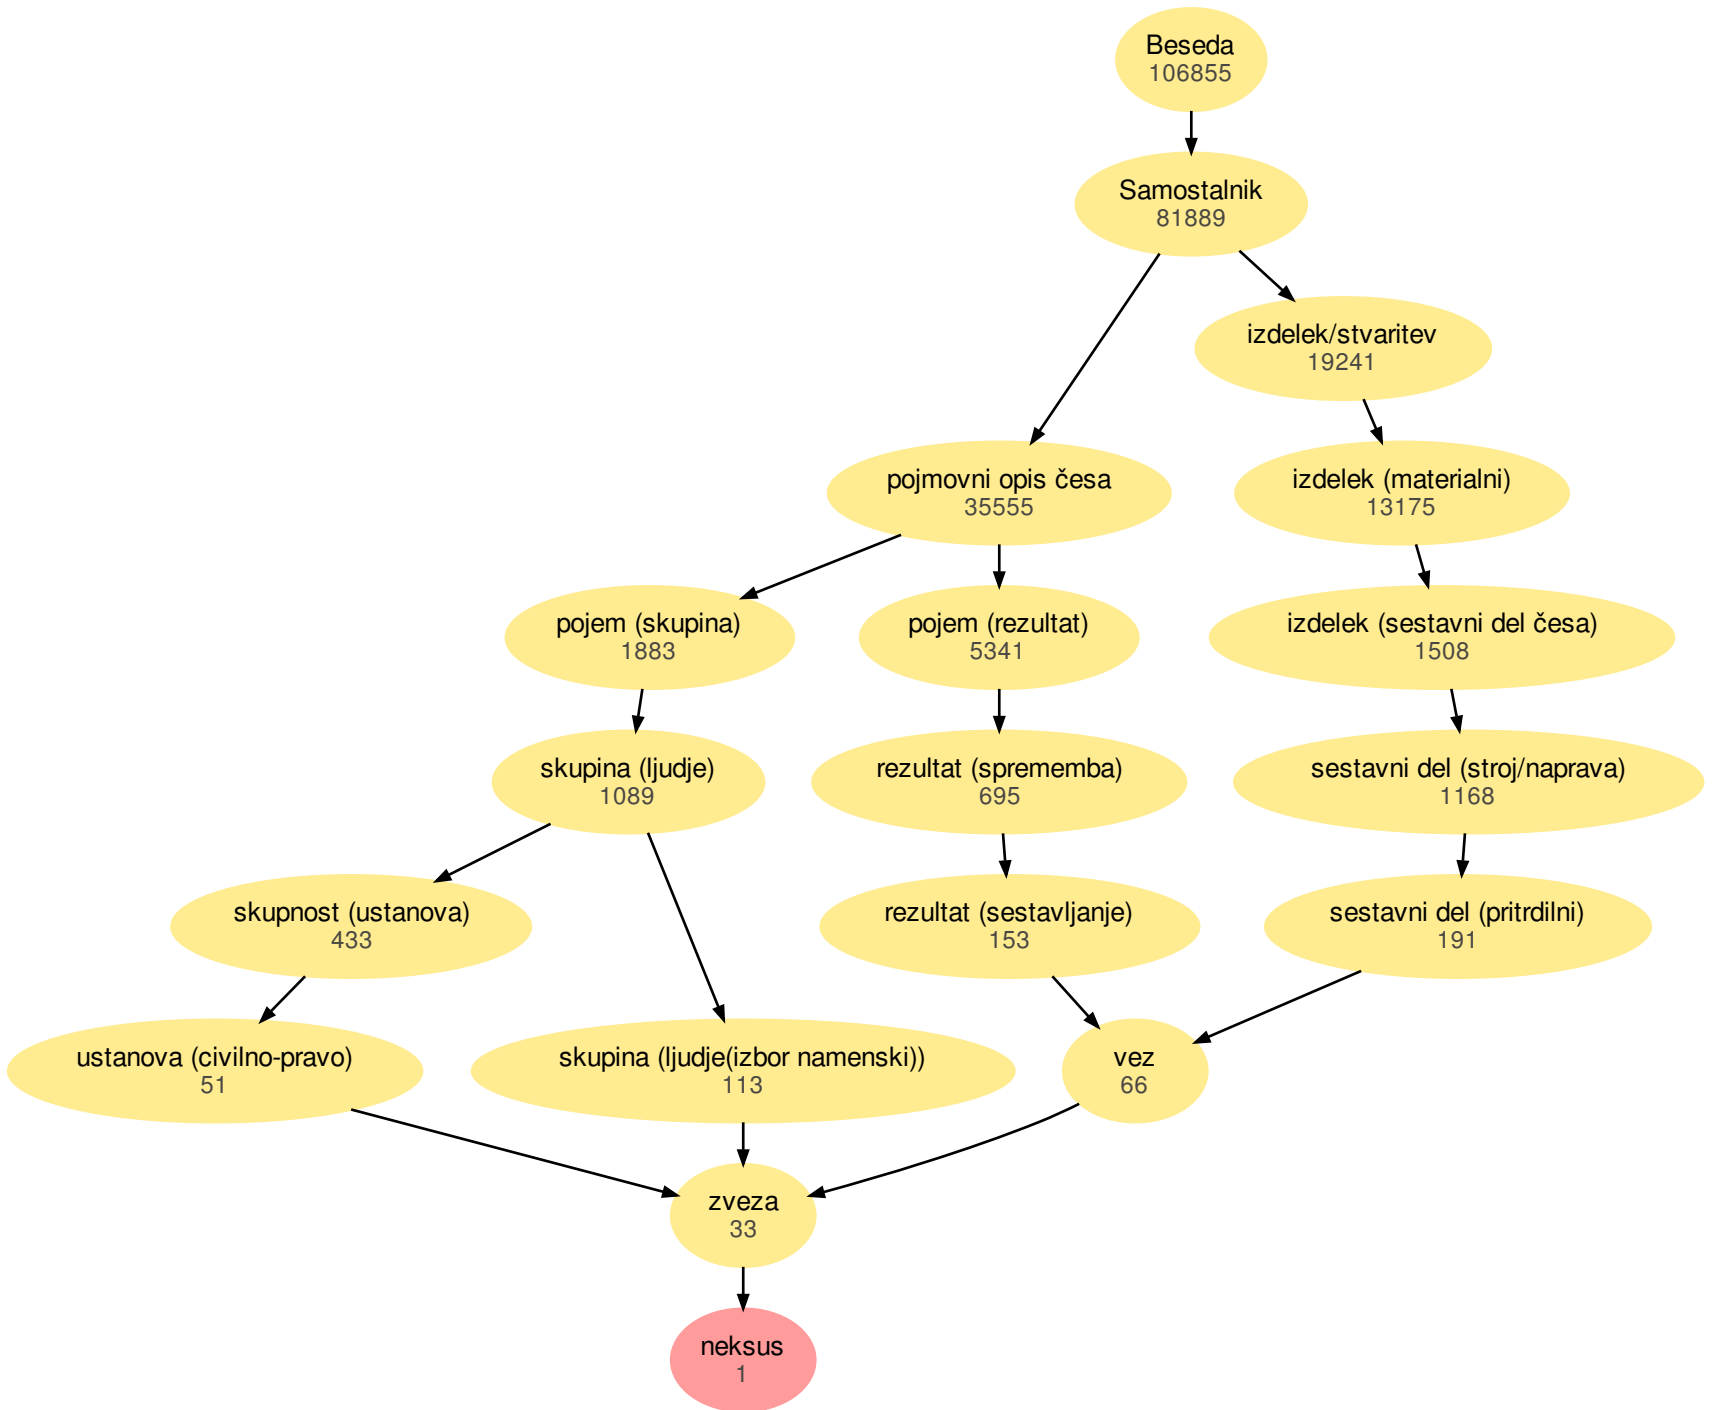 Beseda
106855
Samostalnik
81889
izdelek/stvaritev
19241
pojmovni opis česa
35555
izdelek (materialni)
13175
pojem (skupina)
1883
pojem (rezultat)
5341
izdelek (sestavni del česa)
1508
skupina (ljudje)
1089
rezultat (sprememba)
695
sestavni del (stroj/naprava)
1168
skupnost (ustanova)
433
rezultat (sestavljanje)
153
sestavni del (pritrdilni)
191
ustanova (civilno-pravo)
51
skupina (ljudje(izbor namenski))
113
vez
66
zveza
33
neksus
1